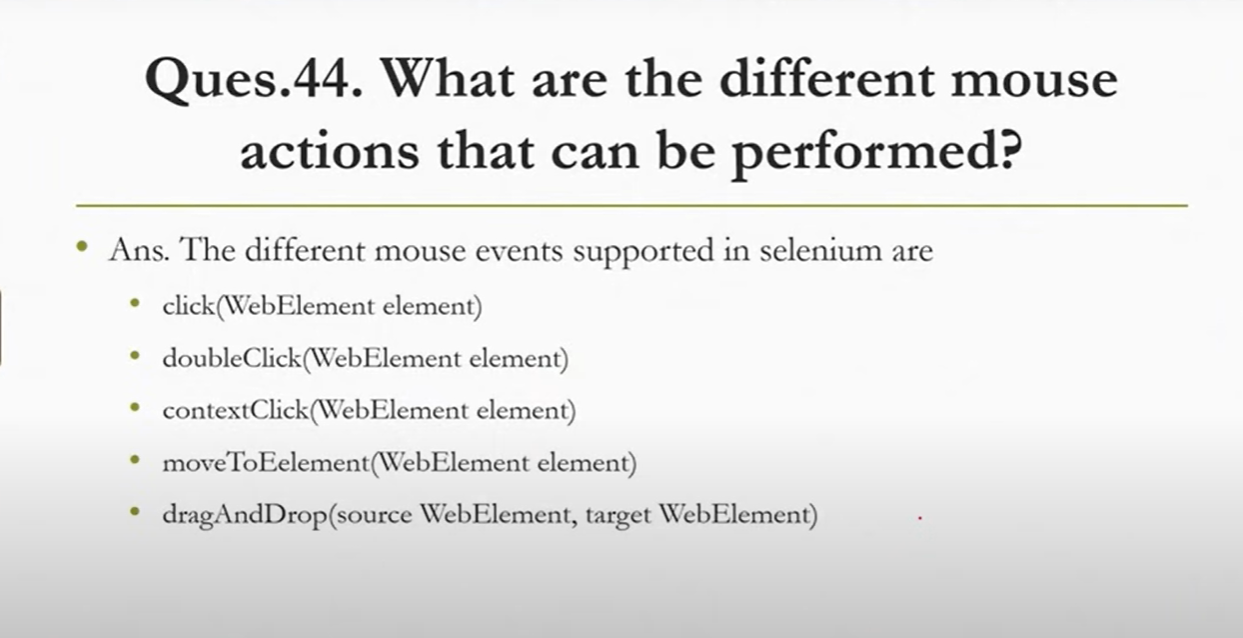 Ques.44. What are the different mouse
actions that can be performed?
• Ans. The different mouse events supported in selenium are
• click(WebElement element)
• doubleClick(WebElement element)
• contextClick(WebElement element)
• moveToEelement(WebElement element)
• dragAndDrop(source WebElement, target WebElement)